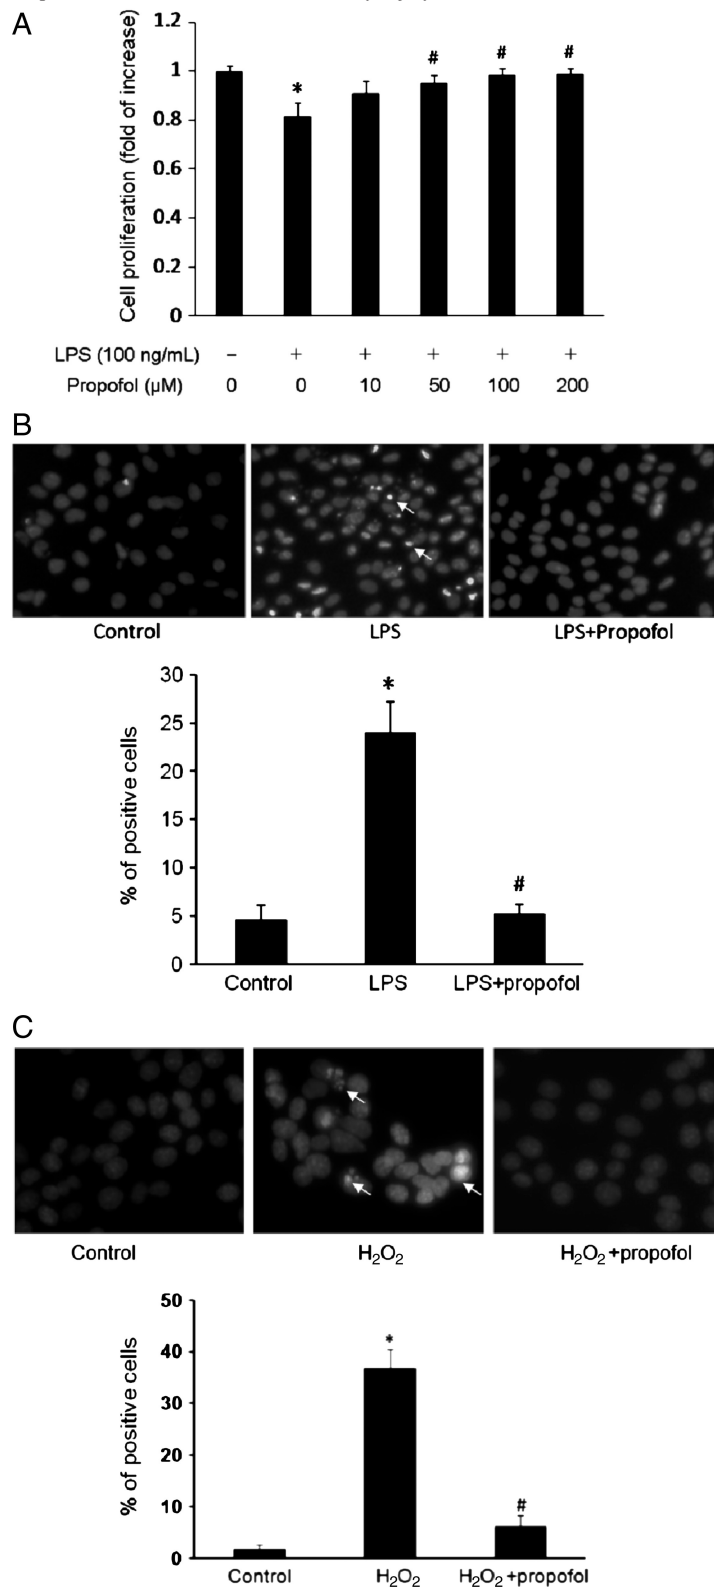 A
Cell proliferation (fold of increase)
1.2
1
0.8
0.6
0.4
0.2
0
*
#
#
#
LPS (100 ng/mL) – + + + + +
Propofol (µM) 0 0 10 50 100 200
B
Control LPS LPS+Propofol
% of positive cells
30
25
20
15
10
5
0
*
#
Control LPS LPS+propofol
C
Control H₂O₂ H₂O₂+propofol
% of positive cells
50
40
30
20
10
0
*
#
Control H₂O₂ H₂O₂+propofol